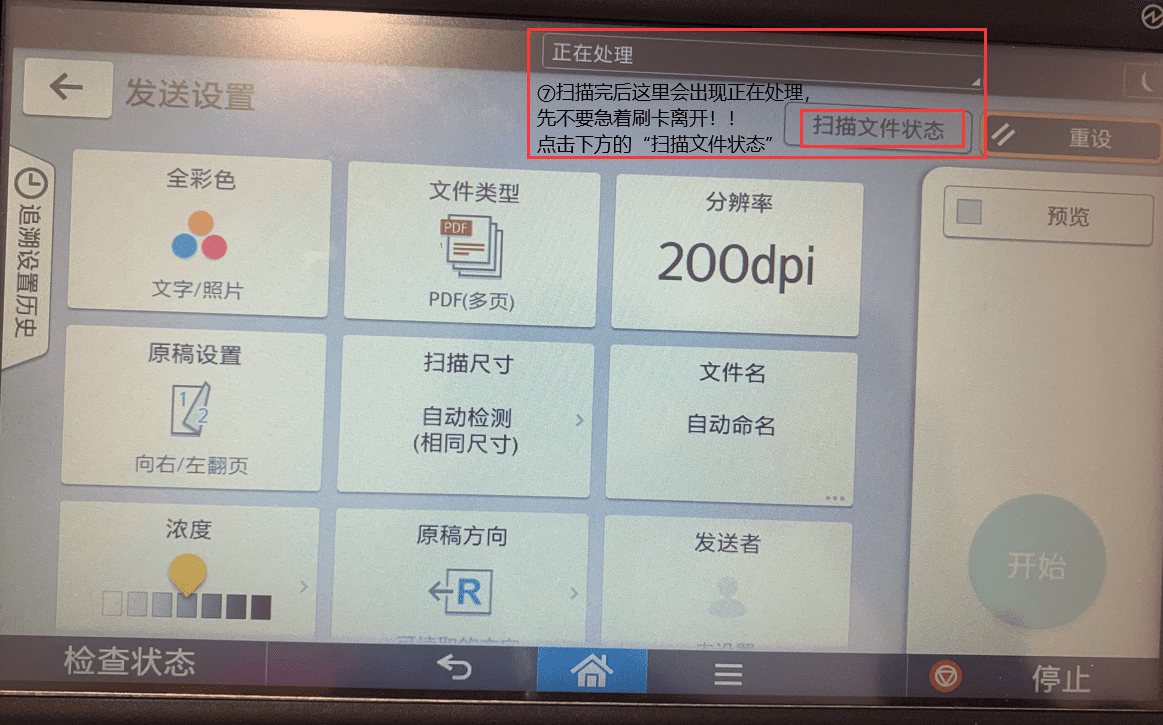 正在处理
⑦扫描完后这里会出现正在处理，
先不要急着刷卡离开！！
点击下方的“扫描文件状态”
扫描文件状态
发送设置
重设
追溯设置历史
全彩色
文字/照片
文件类型
PDF
PDF(多页)
分辨率
200dpi
预览
原稿设置
1
2
向右/左翻页
扫描尺寸
自动检测
(相同尺寸)
文件名
自动命名
浓度
原稿方向
R
可读取的方向
发送者
开始
检查状态
停止